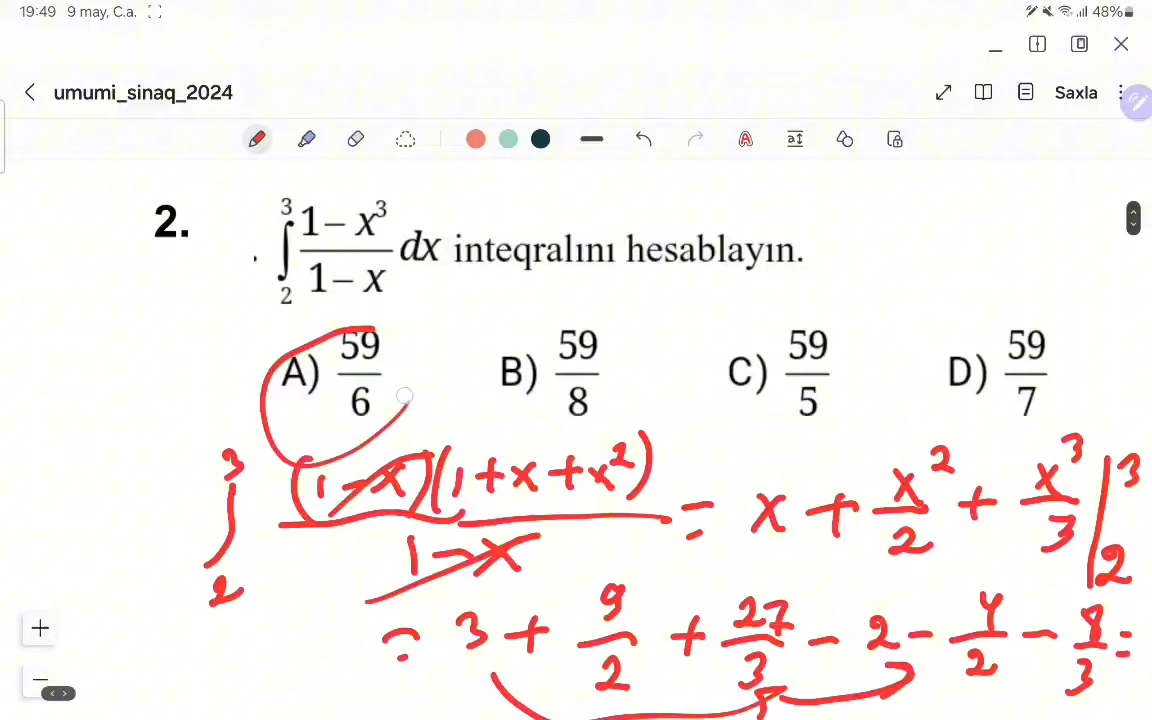 19:49 9 may, C.a. 48%
umumi_sinaq_2024 Saxla
2. ∫₂³ (1 – x³)/(1 – x) dx inteqralını hesablayın.
A) 59/6 B) 59/8 C) 59/5 D) 59/7
∫₂³ (1-x)(1+x+x²)/(1-x) = x + x²/2 + x³/3 |₂³
= 3 + 9/2 + 27/3 - 2 - 4/2 - 8/3 =